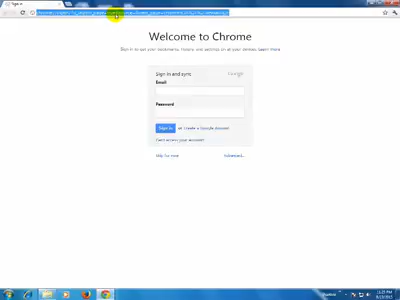 Sign in
Welcome to Chrome
Sign in to get your bookmarks, history, and settings on all your devices. Learn more
Sign in and sync
Google
Email
Password
Sign in or Create a Google Account
Can't access your account?
Skip for now
Advanced...